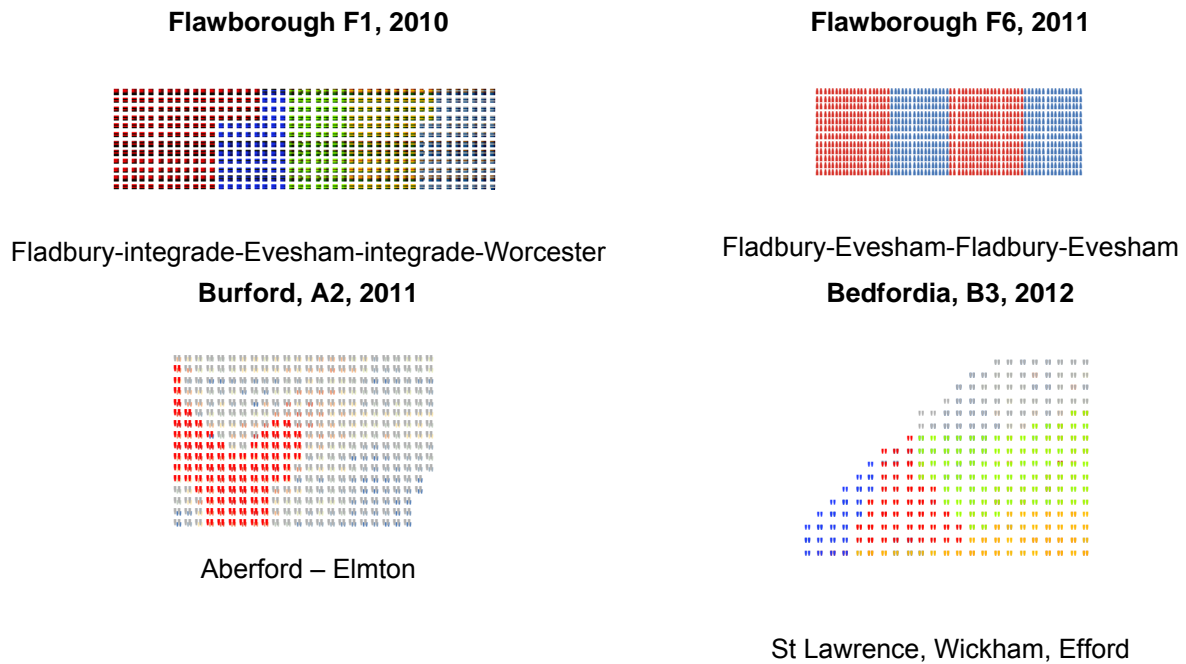 Flawborough F1, 2010
Flawborough F6, 2011
Fladbury-integrade-Evesham-integrade-Worcester
Fladbury-Evesham-Fladbury-Evesham
Burford, A2, 2011
Bedfordia, B3, 2012
Aberford – Elmton
St Lawrence, Wickham, Efford